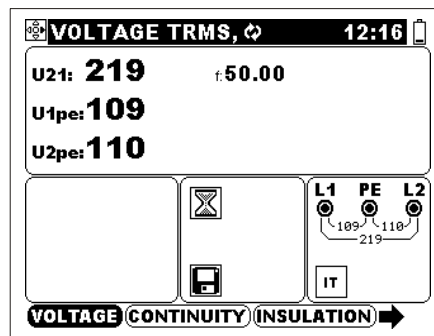 VOLTAGE TRMS, 12:16
U21: 219 f:50.00
U1pe:109
U2pe:110
L1 PE L2
109 110
219
IT
VOLTAGE CONTINUITY INSULATION